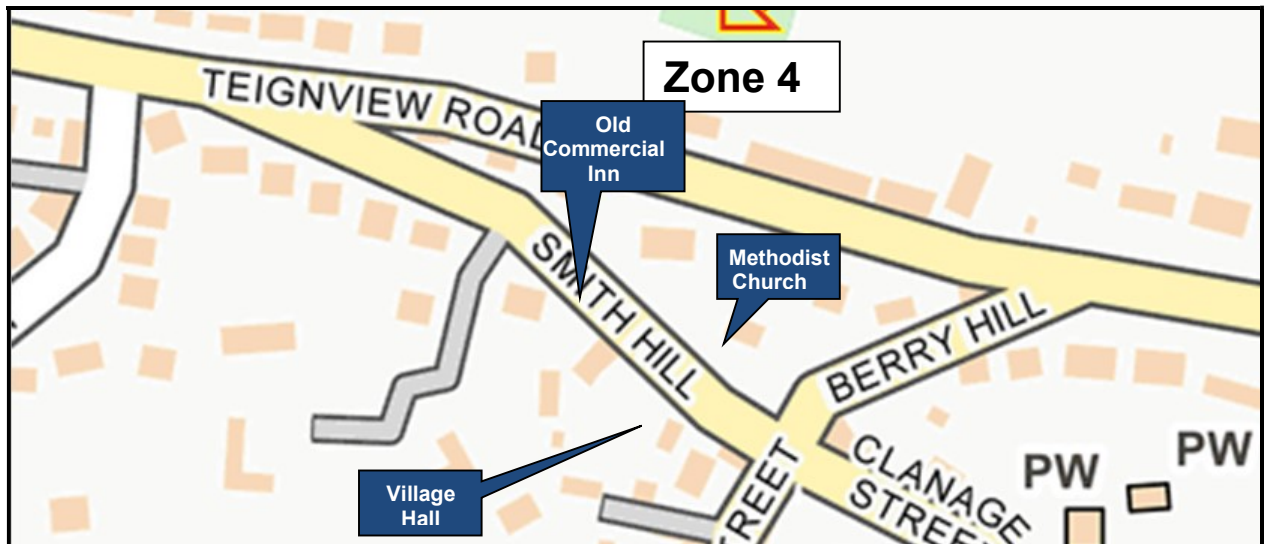 Zone 4
TEIGNVIEW ROAD
Old
Commercial
Inn
SMITH HILL
Methodist
Church
BERRY HILL
Village
Hall
CLANAGE
STREET
PW
PW